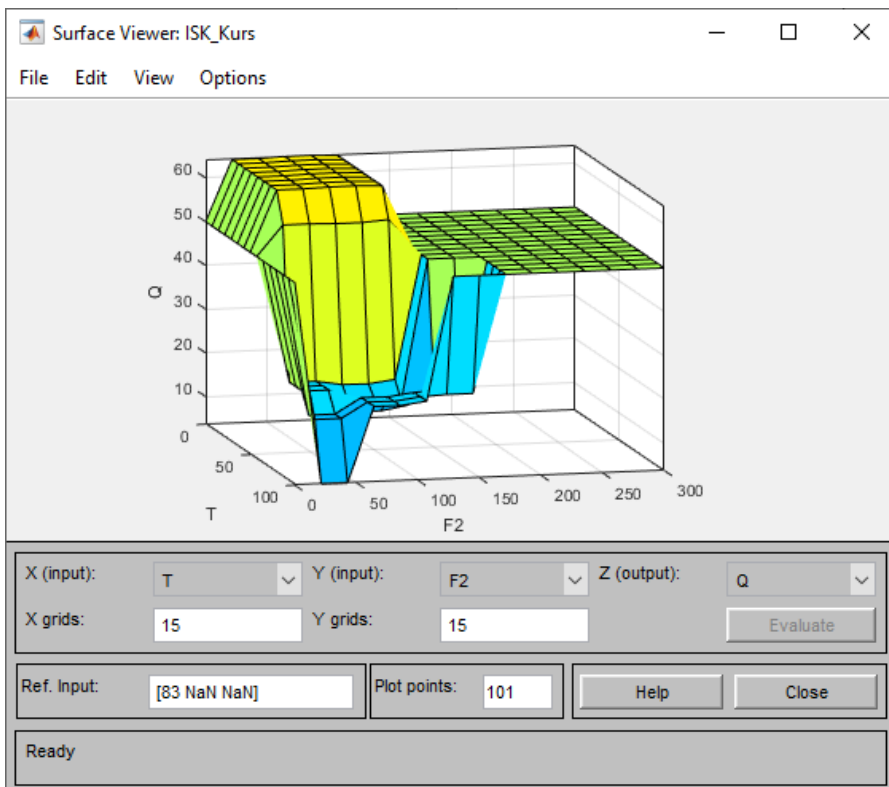 Surface Viewer: ISK_Kurs
File Edit View Options
60
50
40
30
20
10
Q
0
50
100
T
0
50
100
150
200
250
300
F2
X (input): T Y (input): F2 Z (output): Q
X grids: 15 Y grids: 15 Evaluate
Ref. Input: [83 NaN NaN] Plot points: 101 Help Close
Ready